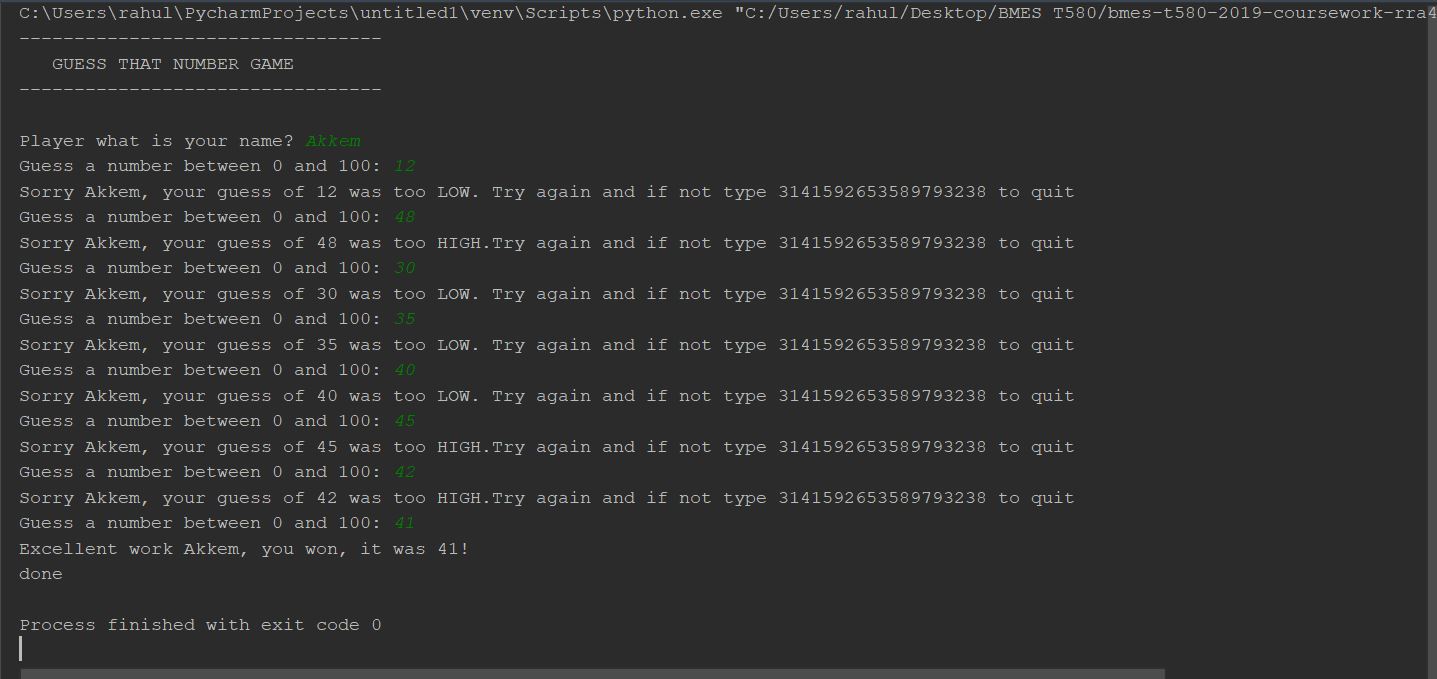 C:\Users\rahul\PycharmProjects\untitled1\venv\Scripts\python.exe "C:/Users/rahul/Desktop/BMES T580/bmes-t580-2019-coursework-rra4
---------------------------------
   GUESS THAT NUMBER GAME
---------------------------------
Player what is your name? Akkem
Guess a number between 0 and 100: 12
Sorry Akkem, your guess of 12 was too LOW. Try again and if not type 3141592653589793238 to quit
Guess a number between 0 and 100: 48
Sorry Akkem, your guess of 48 was too HIGH.Try again and if not type 3141592653589793238 to quit
Guess a number between 0 and 100: 30
Sorry Akkem, your guess of 30 was too LOW. Try again and if not type 3141592653589793238 to quit
Guess a number between 0 and 100: 35
Sorry Akkem, your guess of 35 was too LOW. Try again and if not type 3141592653589793238 to quit
Guess a number between 0 and 100: 40
Sorry Akkem, your guess of 40 was too LOW. Try again and if not type 3141592653589793238 to quit
Guess a number between 0 and 100: 45
Sorry Akkem, your guess of 45 was too HIGH.Try again and if not type 3141592653589793238 to quit
Guess a number between 0 and 100: 42
Sorry Akkem, your guess of 42 was too HIGH.Try again and if not type 3141592653589793238 to quit
Guess a number between 0 and 100: 41
Excellent work Akkem, you won, it was 41!
done
Process finished with exit code 0